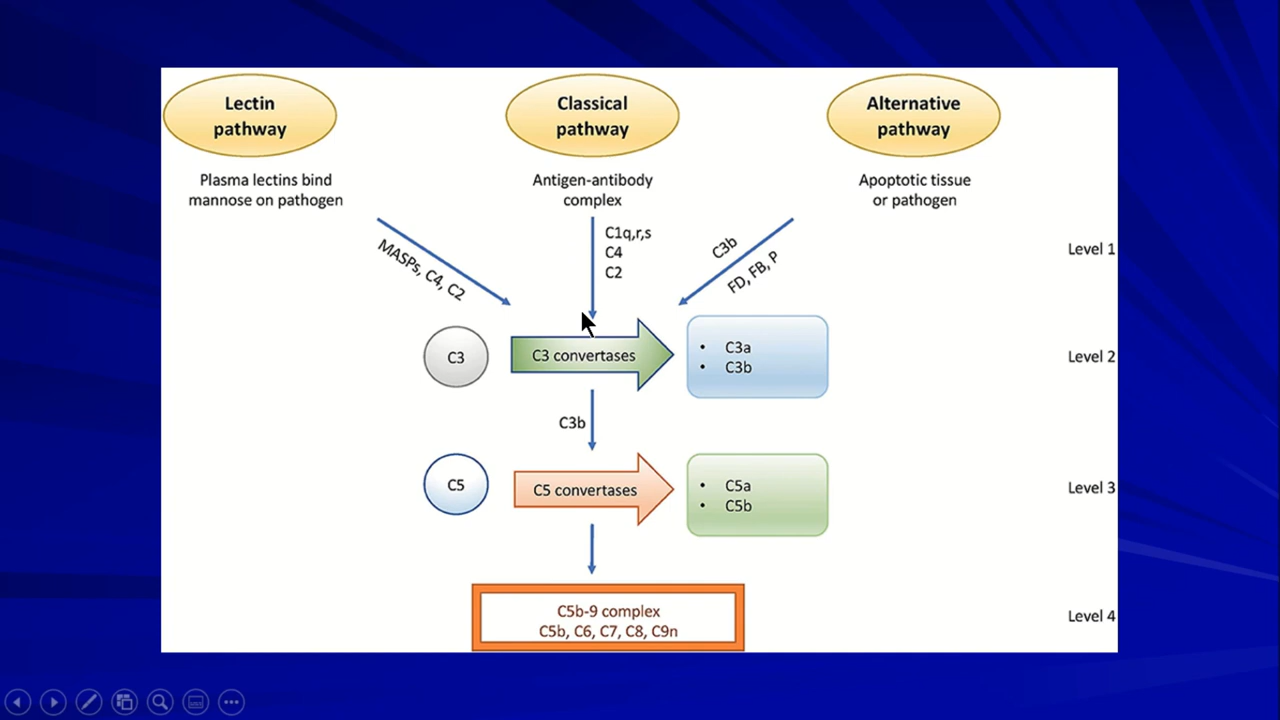 Lectin
pathway
Classical
pathway
Alternative
pathway
Plasma lectins bind
mannose on pathogen
Antigen-antibody
complex
Apoptotic tissue
or pathogen
MASPs, C4, C2
C1q,r,s
C4
C2
C3b
FD, FB, P
Level 1
C3
C3 convertases
• C3a
• C3b
Level 2
C3b
C5
C5 convertases
• C5a
• C5b
Level 3
C5b-9 complex
C5b, C6, C7, C8, C9n
Level 4